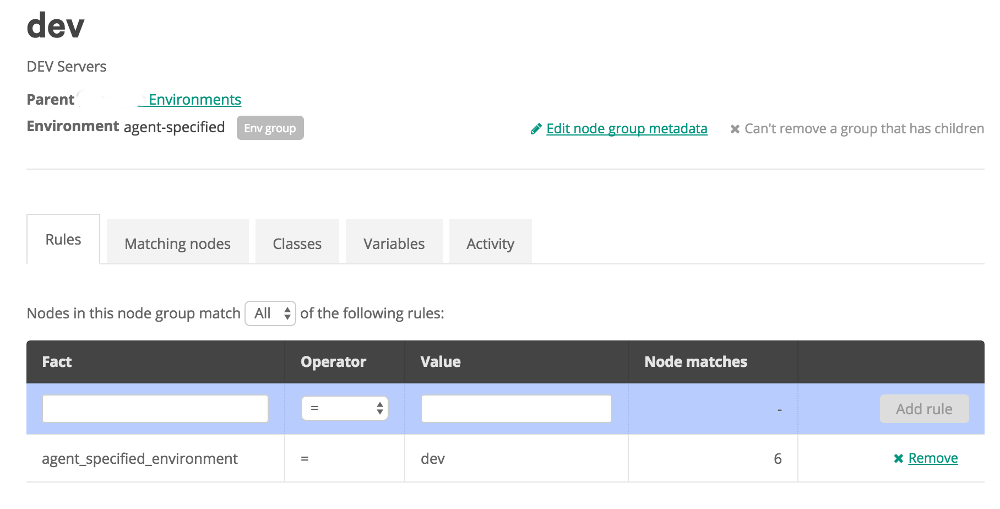 dev
DEV Servers
Parent Environments
Environment agent-specified Env group
Edit node group metadata ✖ Can't remove a group that has children
Rules Matching nodes Classes Variables Activity
Nodes in this node group match All of the following rules:
Fact Operator Value Node matches
= - Add rule
agent_specified_environment = dev 6 ✖ Remove